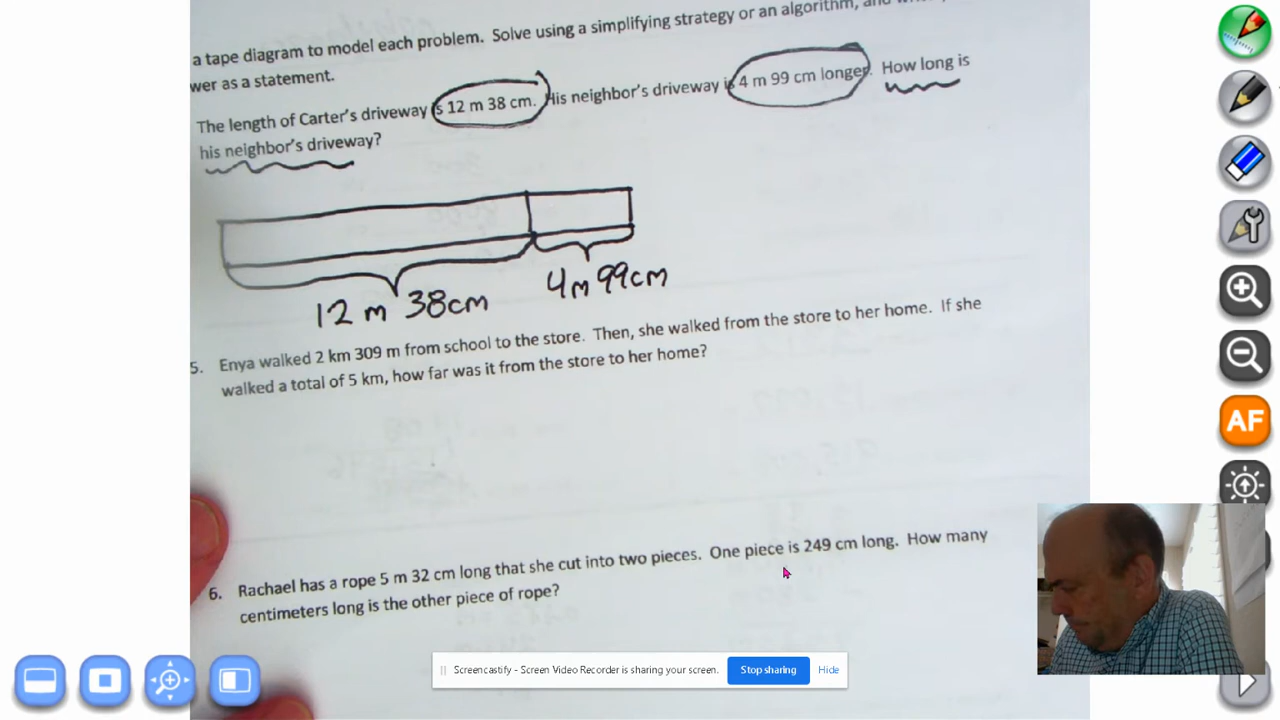 a tape diagram to model each problem. Solve using a simplifying strategy or an algorithm, and
wer as a statement.
The length of Carter's driveway is 12 m 38 cm. His neighbor's driveway is 4 m 99 cm longer. How long is
his neighbor's driveway?
12 m 38cm
4m 99cm
5. Enya walked 2 km 309 m from school to the store. Then, she walked from the store to her home. If she
walked a total of 5 km, how far was it from the store to her home?
6. Rachael has a rope 5 m 32 cm long that she cut into two pieces. One piece is 249 cm long. How many
centimeters long is the other piece of rope?
Screencastify - Screen Video Recorder is sharing your screen. Stop sharing Hide
AF